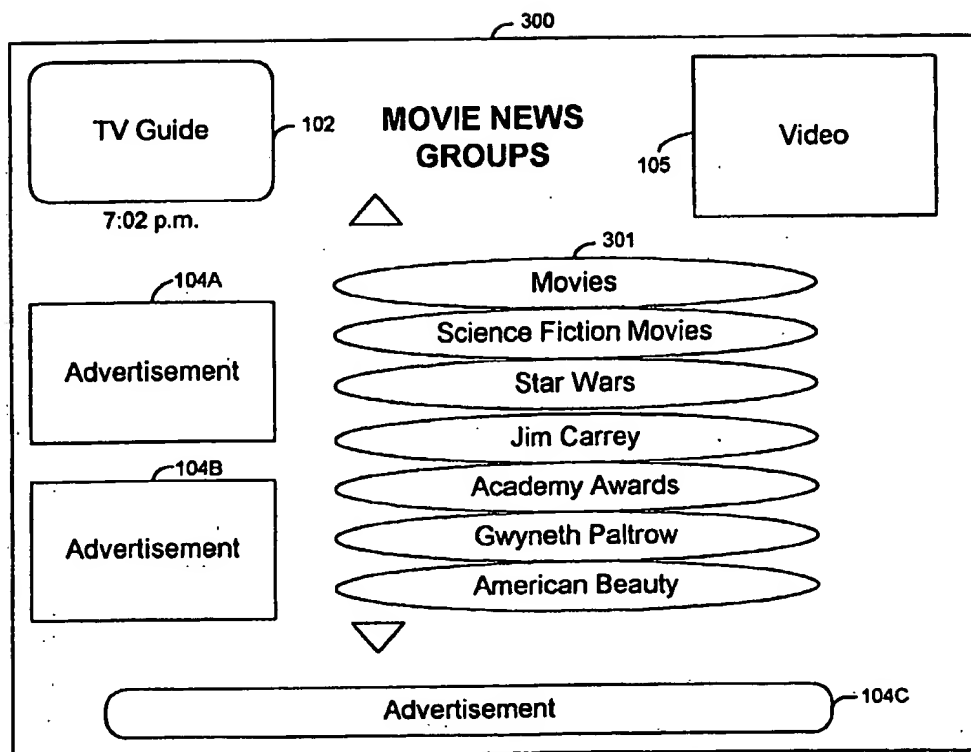 300
TV Guide
102
MOVIE NEWS
GROUPS
105
Video
7:02 p.m.
301
Movies
Science Fiction Movies
Star Wars
Jim Carrey
Academy Awards
Gwyneth Paltrow
American Beauty
104A
Advertisement
104B
Advertisement
Advertisement
104C